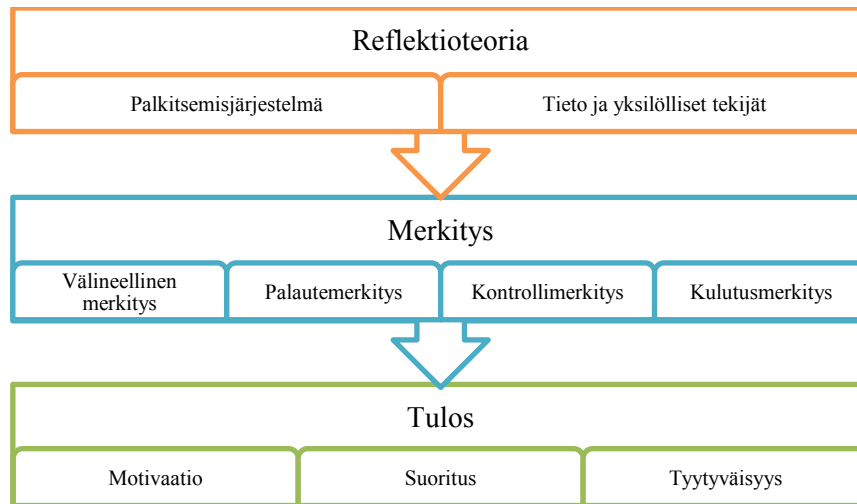 Reflektioteoria
Palkitsemisjärjestelmä
Tieto ja yksilölliset tekijät
Merkitys
Välineellinen
merkitys
Palautemerkitys
Kontrollimerkitys
Kulutusmerkitys
Tulos
Motivaatio
Suoritus
Tyytyväisyys